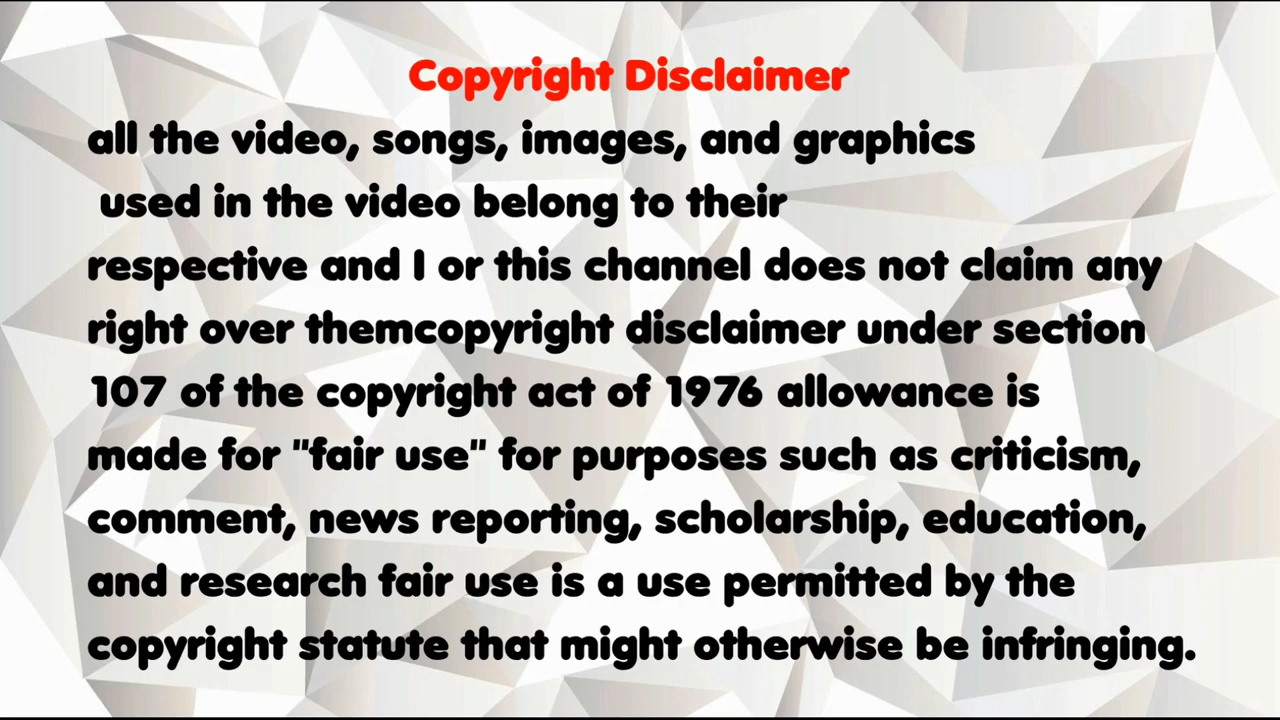 Copyright Disclaimer
all the video, songs, images, and graphics
used in the video belong to their
respective and I or this channel does not claim any
right over themcopyright disclaimer under section
107 of the copyright act of 1976 allowance is
made for "fair use" for purposes such as criticism,
comment, news reporting, scholarship, education,
and research fair use is a use permitted by the
copyright statute that might otherwise be infringing.